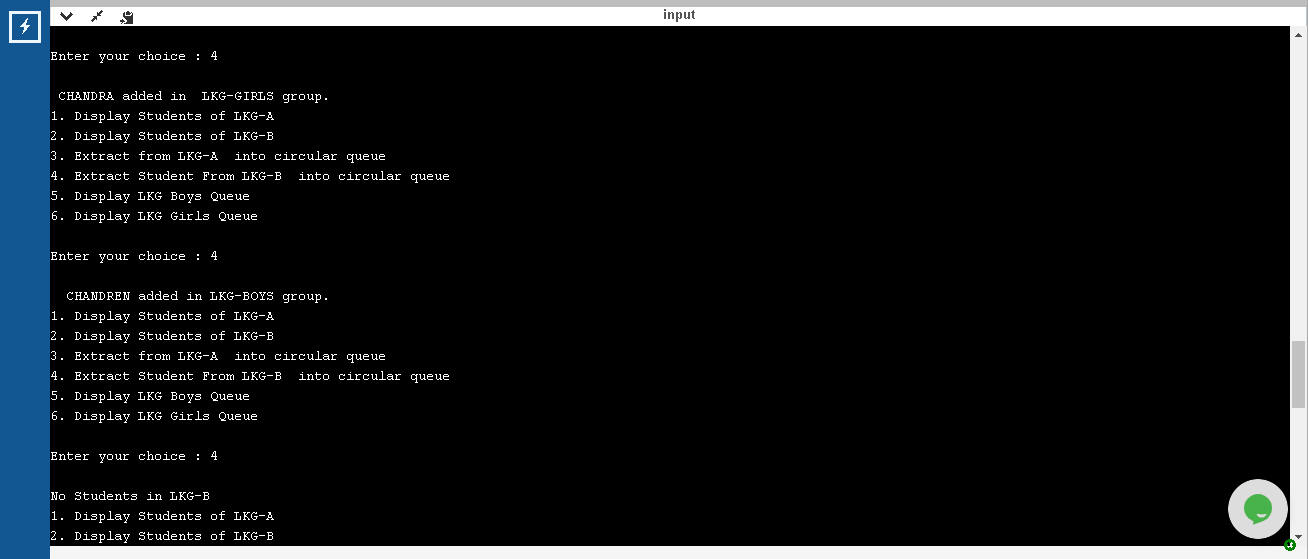 input
Enter your choice : 4
CHANDRA added in  LKG-GIRLS group.
1. Display Students of LKG-A
2. Display Students of LKG-B
3. Extract from LKG-A  into circular queue
4. Extract Student From LKG-B  into circular queue
5. Display LKG Boys Queue
6. Display LKG Girls Queue
Enter your choice : 4
CHANDREN added in LKG-BOYS group.
1. Display Students of LKG-A
2. Display Students of LKG-B
3. Extract from LKG-A  into circular queue
4. Extract Student From LKG-B  into circular queue
5. Display LKG Boys Queue
6. Display LKG Girls Queue
Enter your choice : 4
No Students in LKG-B
1. Display Students of LKG-A
2. Display Students of LKG-B